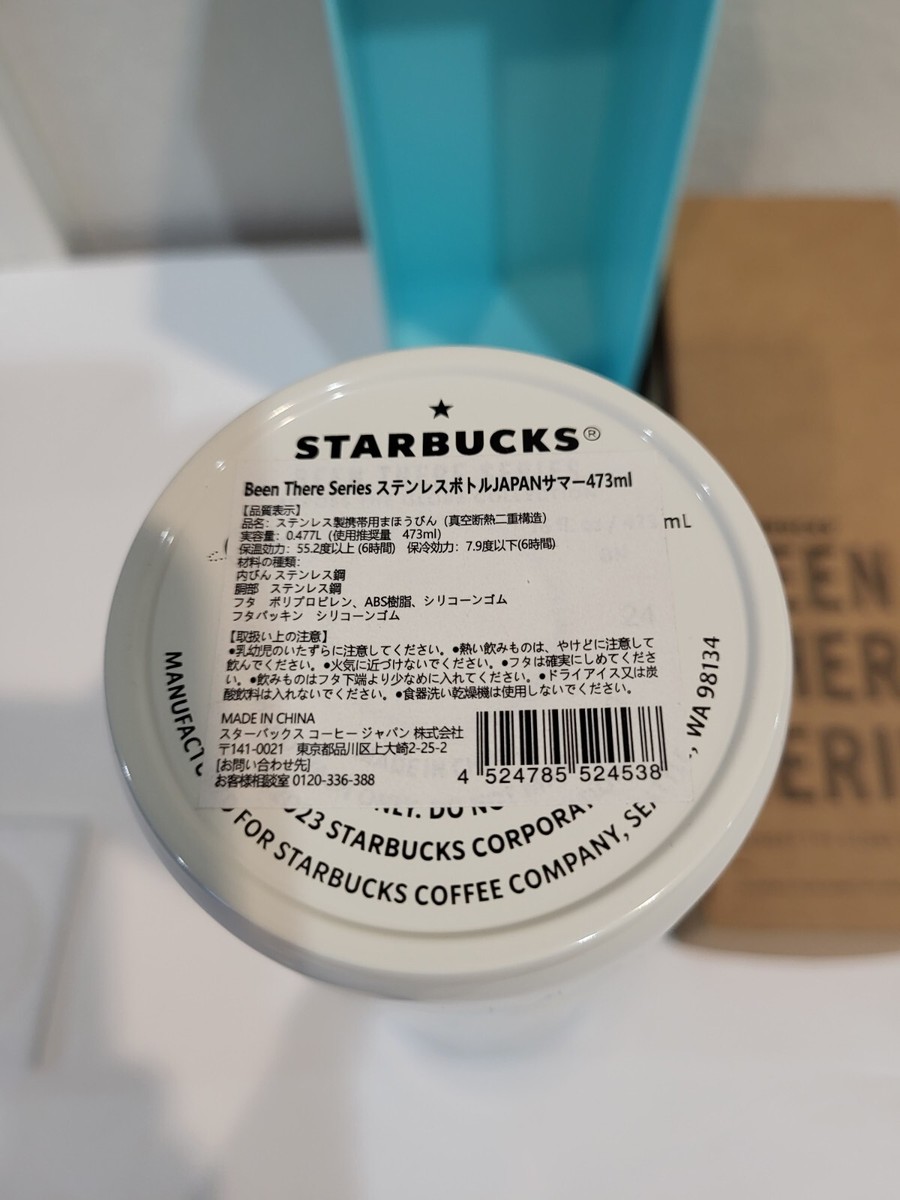 ★
STARBUCKS®
Been There Series ステンレスボトルJAPANサマー473ml
【品質表示】
品名：ステンレス製携帯用まほうびん（真空断熱二重構造）
実容量：0.477L（使用推奨量　473ml）
保温効力：55.2度以上(6時間)　保冷効力：7.9度以下(6時間)
材料の種類：
内びん ステンレス鋼
胴部　ステンレス鋼
フタ　ポリプロピレン、ABS樹脂、シリコーンゴム
フタパッキン　シリコーンゴム
【取扱い上の注意】
●乳幼児のいたずらに注意してください。●熱い飲みものは、やけどに注意して
飲んでください。●火気に近づけないでください。●フタは確実にしめてくださ
い。●飲みものはフタ下端より少なめに入れてください。●ドライアイス又は炭
酸飲料は入れないでください。●食器洗い乾燥機は使用しないでください。
MADE IN CHINA
スターバックス コーヒー ジャパン 株式会社
〒141-0021　東京都品川区上大崎2-25-2
[お問い合わせ先]
お客様相談室 0120-336-388
4 524785 524538
mL
NLY. DO NO
023 STARBUCKS CORPORA
MANUFACTU
D FOR STARBUCKS COFFEE COMPANY, SE
, WA 98134
EEN
HER
ERI